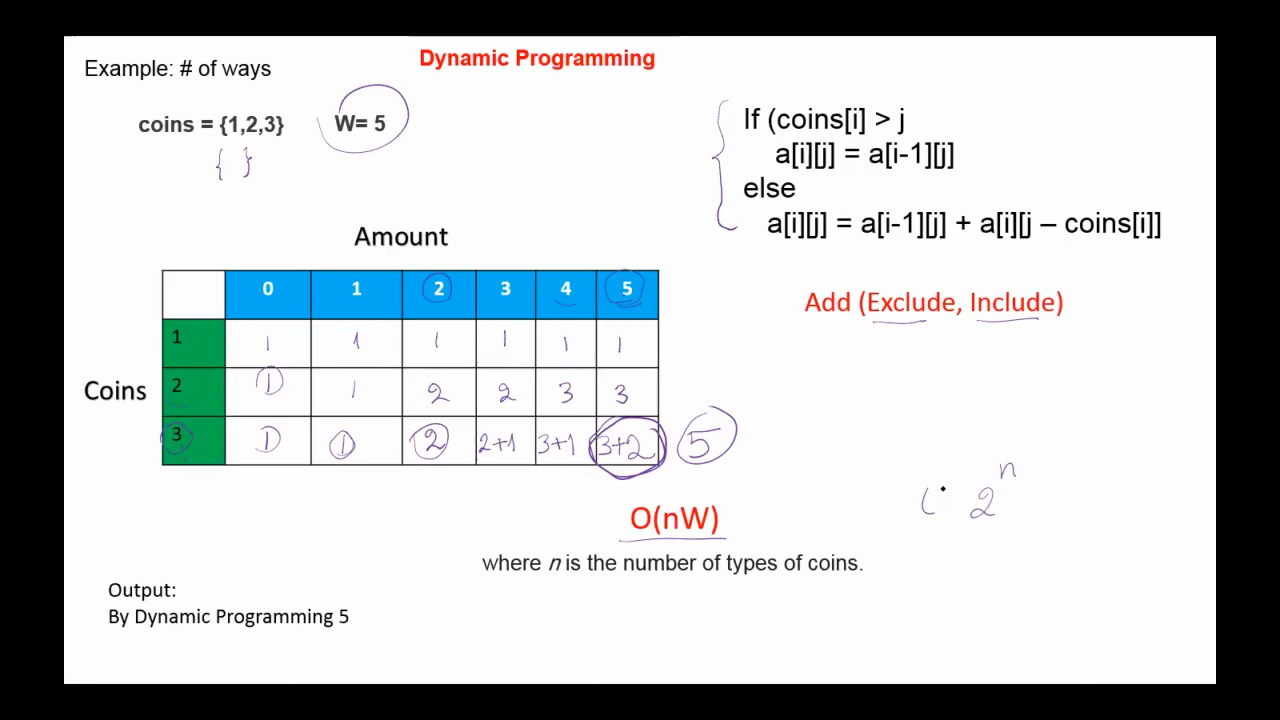 Dynamic Programming
Example: # of ways
coins = {1,2,3} W= 5
{ }
If (coins[i] > j
a[i][j] = a[i-1][j]
else
a[i][j] = a[i-1][j] + a[i][j – coins[i]]
Add (Exclude, Include)
Amount
0 1 2 3 4 5
Coins
1 1 1 1 1 1 1
2 1 1 2 2 3 3
3 1 1 2 2+1 3+1 3+2 5
2^n
O(nW)
where n is the number of types of coins.
Output:
By Dynamic Programming 5